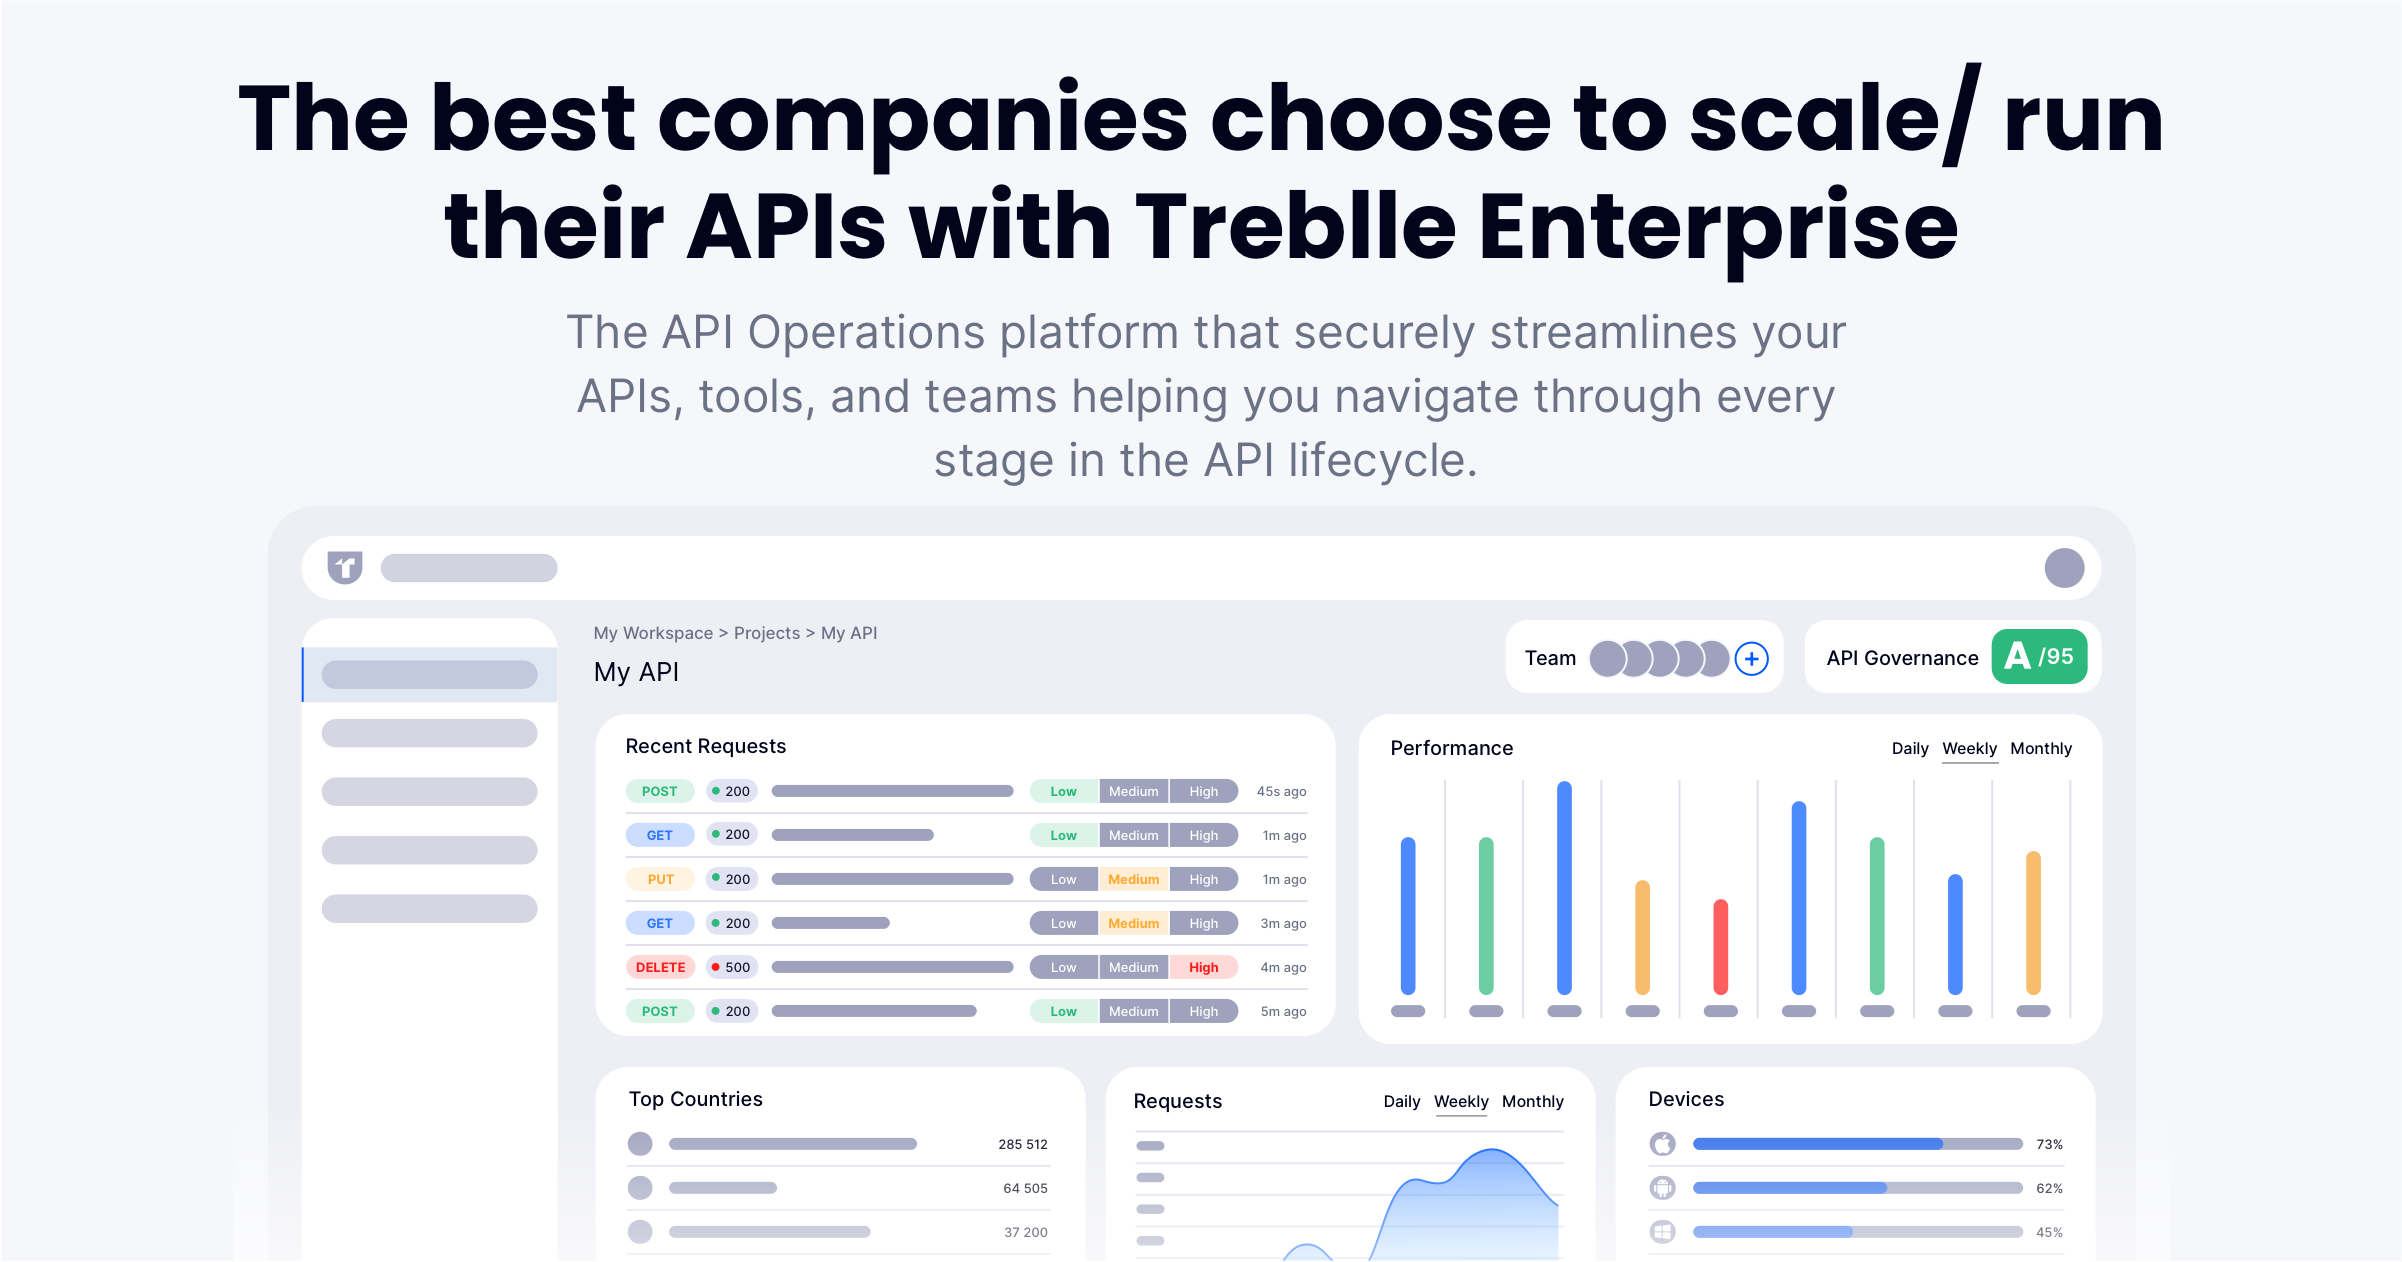 The best companies choose to scale/ run
their APIs with Treblle Enterprise
The API Operations platform that securely streamlines your
APIs, tools, and teams helping you navigate through every
stage in the API lifecycle.
My Workspace > Projects > My API
My API
Team
API Governance A /95
Recent Requests
POST 200 Low Medium High 45s ago
GET 200 Low Medium High 1m ago
PUT 200 Low Medium High 1m ago
GET 200 Low Medium High 3m ago
DELETE 500 Low Medium High 4m ago
POST 200 Low Medium High 5m ago
Performance Daily Weekly Monthly
Top Countries
285 512
64 505
37 200
Requests Daily Weekly Monthly
Devices
73%
62%
45%